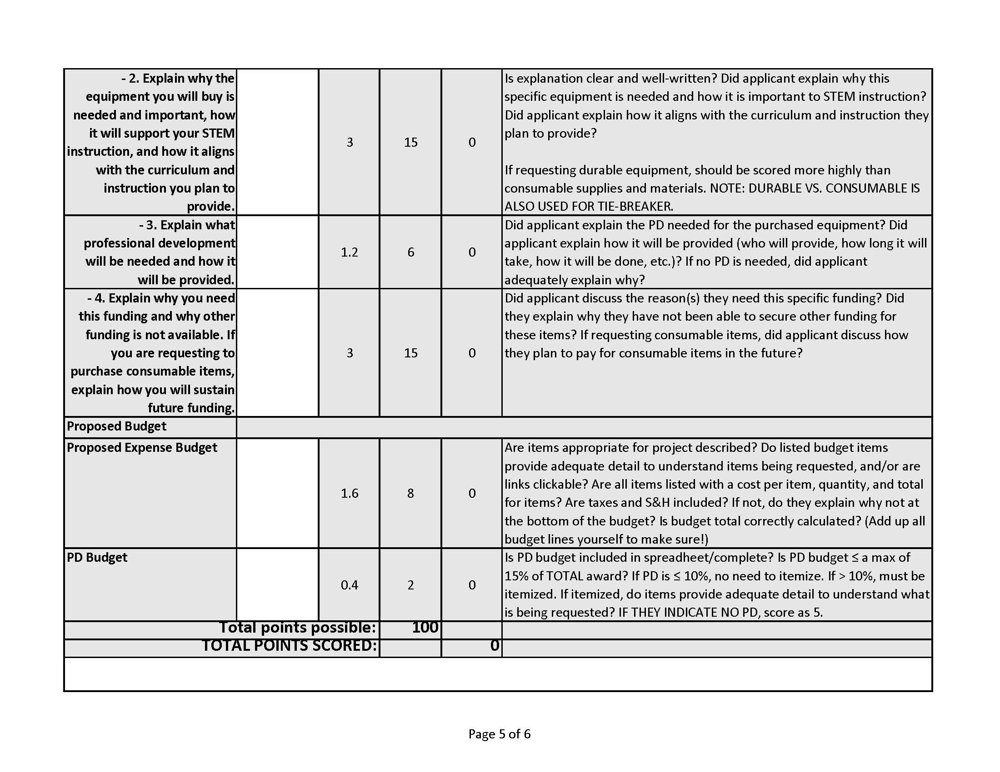 - 2. Explain why the
equipment you will buy is
needed and important, how
it will support your STEM
instruction, and how it aligns
with the curriculum and
instruction you plan to
provide.
3
15
0
Is explanation clear and well-written? Did applicant explain why this
specific equipment is needed and how it is important to STEM instruction?
Did applicant explain how it aligns with the curriculum and instruction they
plan to provide?
If requesting durable equipment, should be scored more highly than
consumable supplies and materials. NOTE: DURABLE VS. CONSUMABLE IS
ALSO USED FOR TIE-BREAKER.
- 3. Explain what
professional development
will be needed and how it
will be provided.
1.2
6
0
Did applicant explain the PD needed for the purchased equipment? Did
applicant explain how it will be provided (who will provide, how long it will
take, how it will be done, etc.)? If no PD is needed, did applicant
adequately explain why?
- 4. Explain why you need
this funding and why other
funding is not available. If
you are requesting to
purchase consumable items,
explain how you will sustain
future funding.
3
15
0
Did applicant discuss the reason(s) they need this specific funding? Did
they explain why they have not been able to secure other funding for
these items? If requesting consumable items, did applicant discuss how
they plan to pay for consumable items in the future?
Proposed Budget
Proposed Expense Budget
1.6
8
0
Are items appropriate for project described? Do listed budget items
provide adequate detail to understand items being requested, and/or are
links clickable? Are all items listed with a cost per item, quantity, and total
for items? Are taxes and S&H included? If not, do they explain why not at
the bottom of the budget? Is budget total correctly calculated? (Add up all
budget lines yourself to make sure!)
PD Budget
0.4
2
0
Is PD budget included in spreadheet/complete? Is PD budget ≤ a max of
15% of TOTAL award? If PD is ≤ 10%, no need to itemize. If > 10%, must be
itemized. If itemized, do items provide adequate detail to understand what
is being requested? IF THEY INDICATE NO PD, score as 5.
Total points possible:
100
TOTAL POINTS SCORED:
0
Page 5 of 6